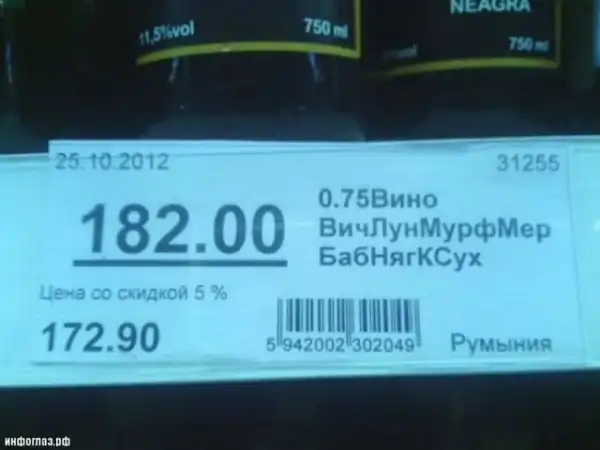 11,5%vol 750 ml
NEAGRA
750 ml
25.10.2012 31255
182.00
0.75Вино
ВичЛунМурфМер
БабНягКСух
Цена со скидкой 5 %
172.90
5 942002 302049
Румыния
инфоглаз.рф